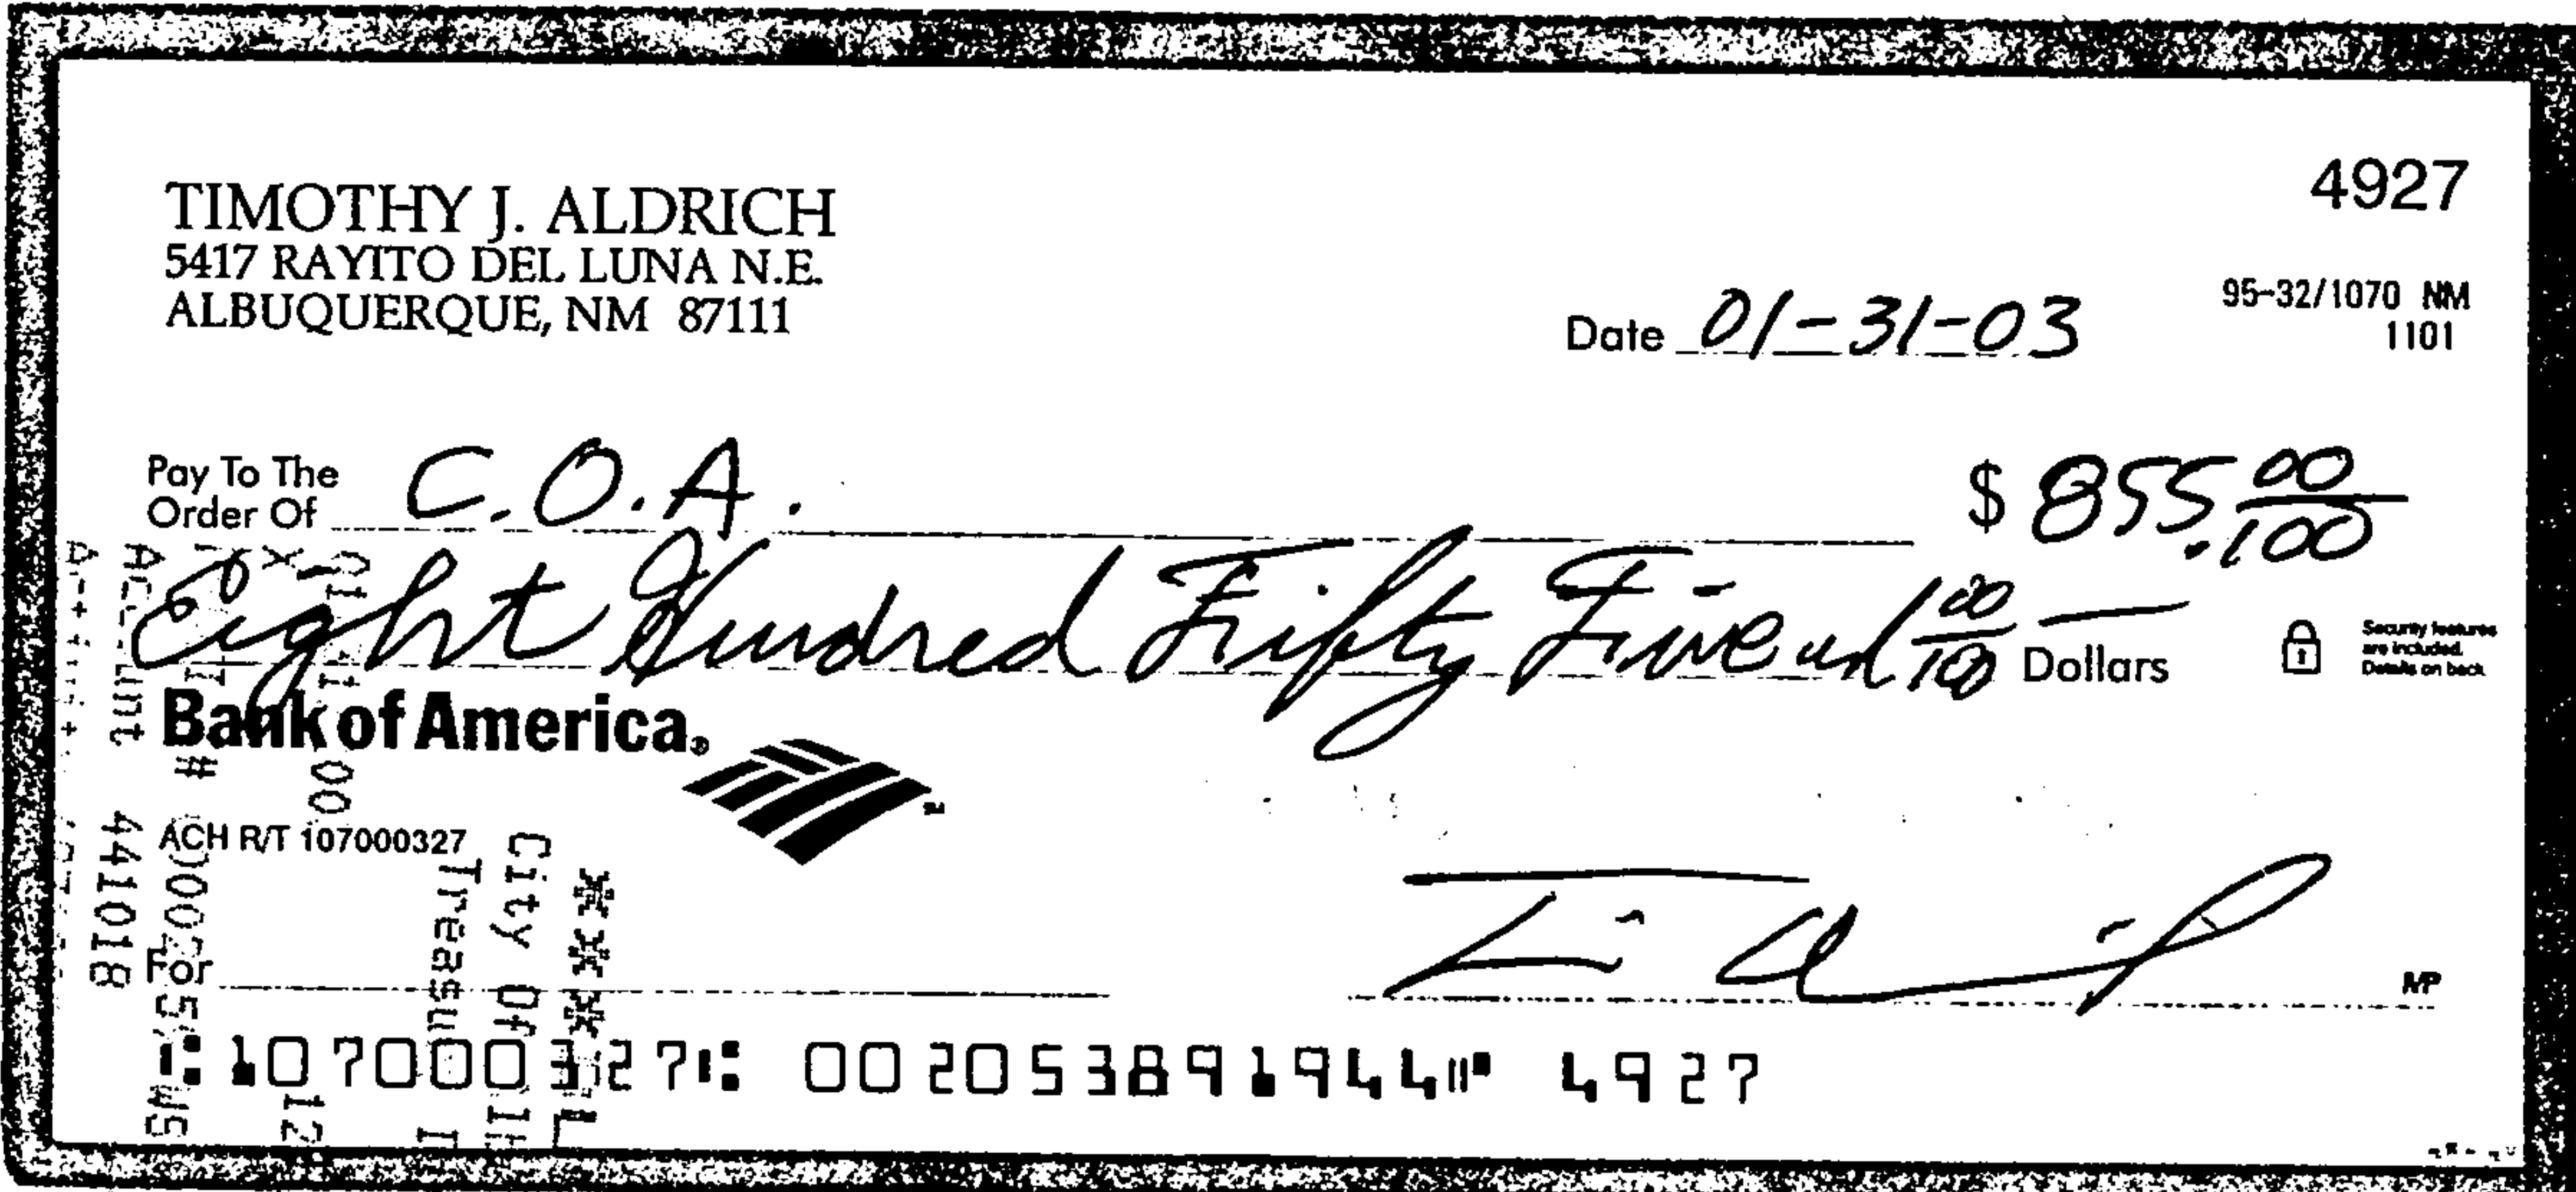 4927
TIMOTHY J. ALDRICH
5417 RAYITO DEL LUNA N.E.
ALBUQUERQUE, NM 87111
95-32/1070 NM
1101
Date 01-31-03
Pay To The
Order Of C.O.A.
$ 855.00/100
Eight Hundred Fifty Five and 00/100 Dollars
Security features
are included.
Details on back.
Bank of America.
ACH R/T 107000327
For
MP
⑆107000327⑆ 002053891944⑈ 4927
City Of
Treasu
Account 441018